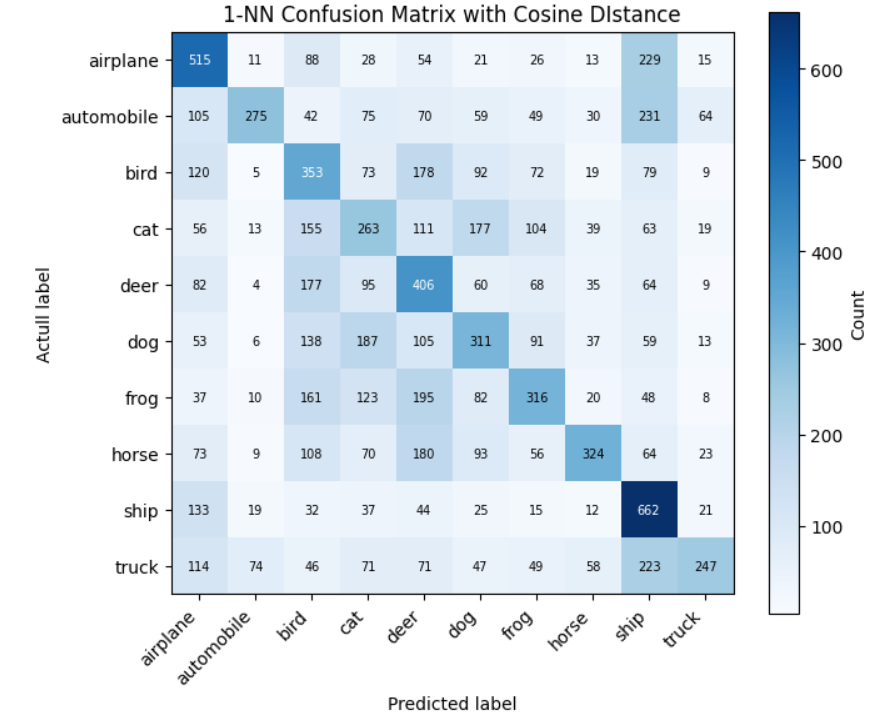 1-NN Confusion Matrix with Cosine DIstance
airplane 515 11 88 28 54 21 26 13 229 15
automobile 105 275 42 75 70 59 49 30 231 64
bird 120 5 353 73 178 92 72 19 79 9
cat 56 13 155 263 111 177 104 39 63 19
deer 82 4 177 95 406 60 68 35 64 9
dog 53 6 138 187 105 311 91 37 59 13
frog 37 10 161 123 195 82 316 20 48 8
horse 73 9 108 70 180 93 56 324 64 23
ship 133 19 32 37 44 25 15 12 662 21
truck 114 74 46 71 71 47 49 58 223 247
airplane automobile bird cat deer dog frog horse ship truck
Predicted label
Actull label
600
500
400
300
200
100
Count